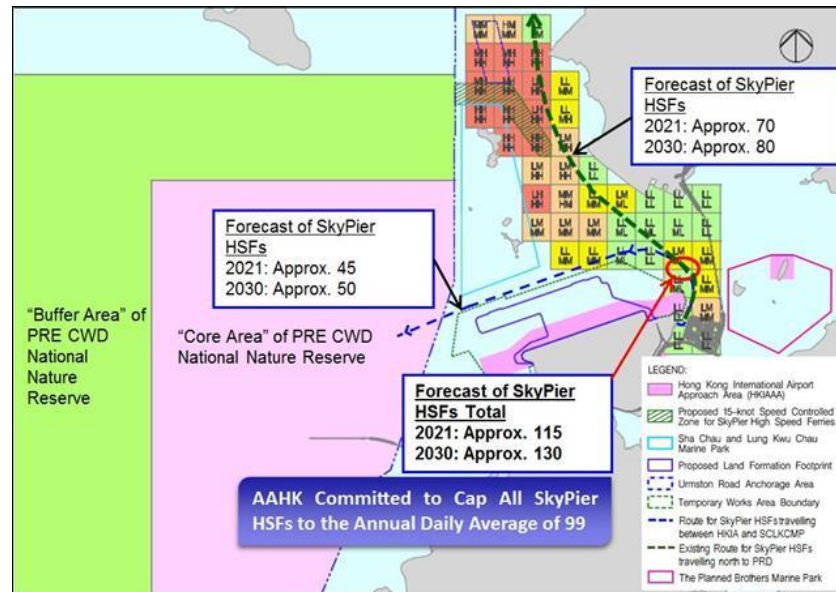 Forecast of SkyPier
HSFs
2021: Approx. 70
2030: Approx. 80
Forecast of SkyPier
HSFs
2021: Approx. 45
2030: Approx. 50
"Buffer Area" of
PRE CWD
National
Nature
Reserve
"Core Area" of PRE CWD
National Nature Reserve
Forecast of SkyPier
HSFs Total
2021: Approx. 115
2030: Approx. 130
AAHK Committed to Cap All SkyPier
HSFs to the Annual Daily Average of 99
LEGEND:
Hong Kong International Airport
Approach Area (HKIAAA)
Proposed 15-knot Speed Controlled
Zone for SkyPier High Speed Ferries
Sha Chau and Lung Kwu Chau
Marine Park
Proposed Land Formation Footprint
Urmston Road Anchorage Area
Temporary Works Area Boundary
Route for SkyPier HSFs travelling
between HKIA and SCLKCMP
Existing Route for SkyPier HSFs
travelling north to PRD
The Planned Brothers Marine Park